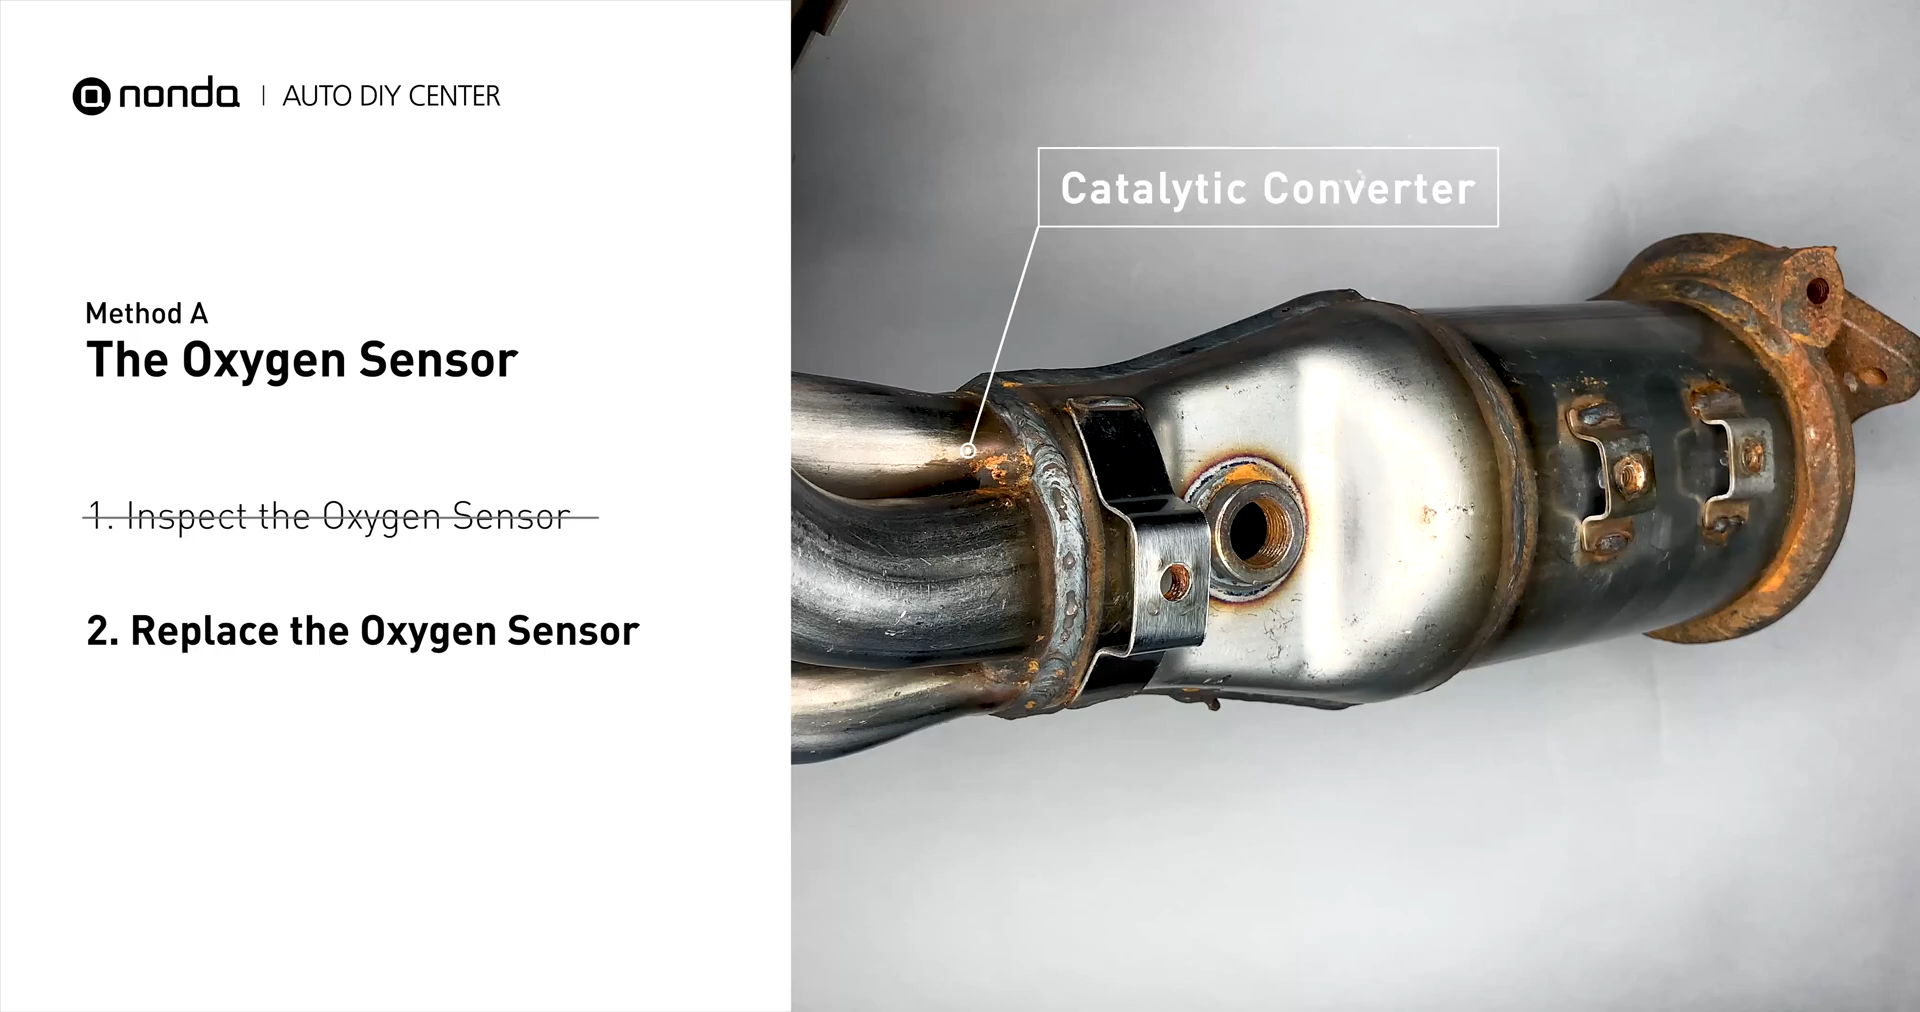 nonda | AUTO DIY CENTER
Catalytic Converter
Method A
The Oxygen Sensor
1. Inspect the Oxygen Sensor
2. Replace the Oxygen Sensor